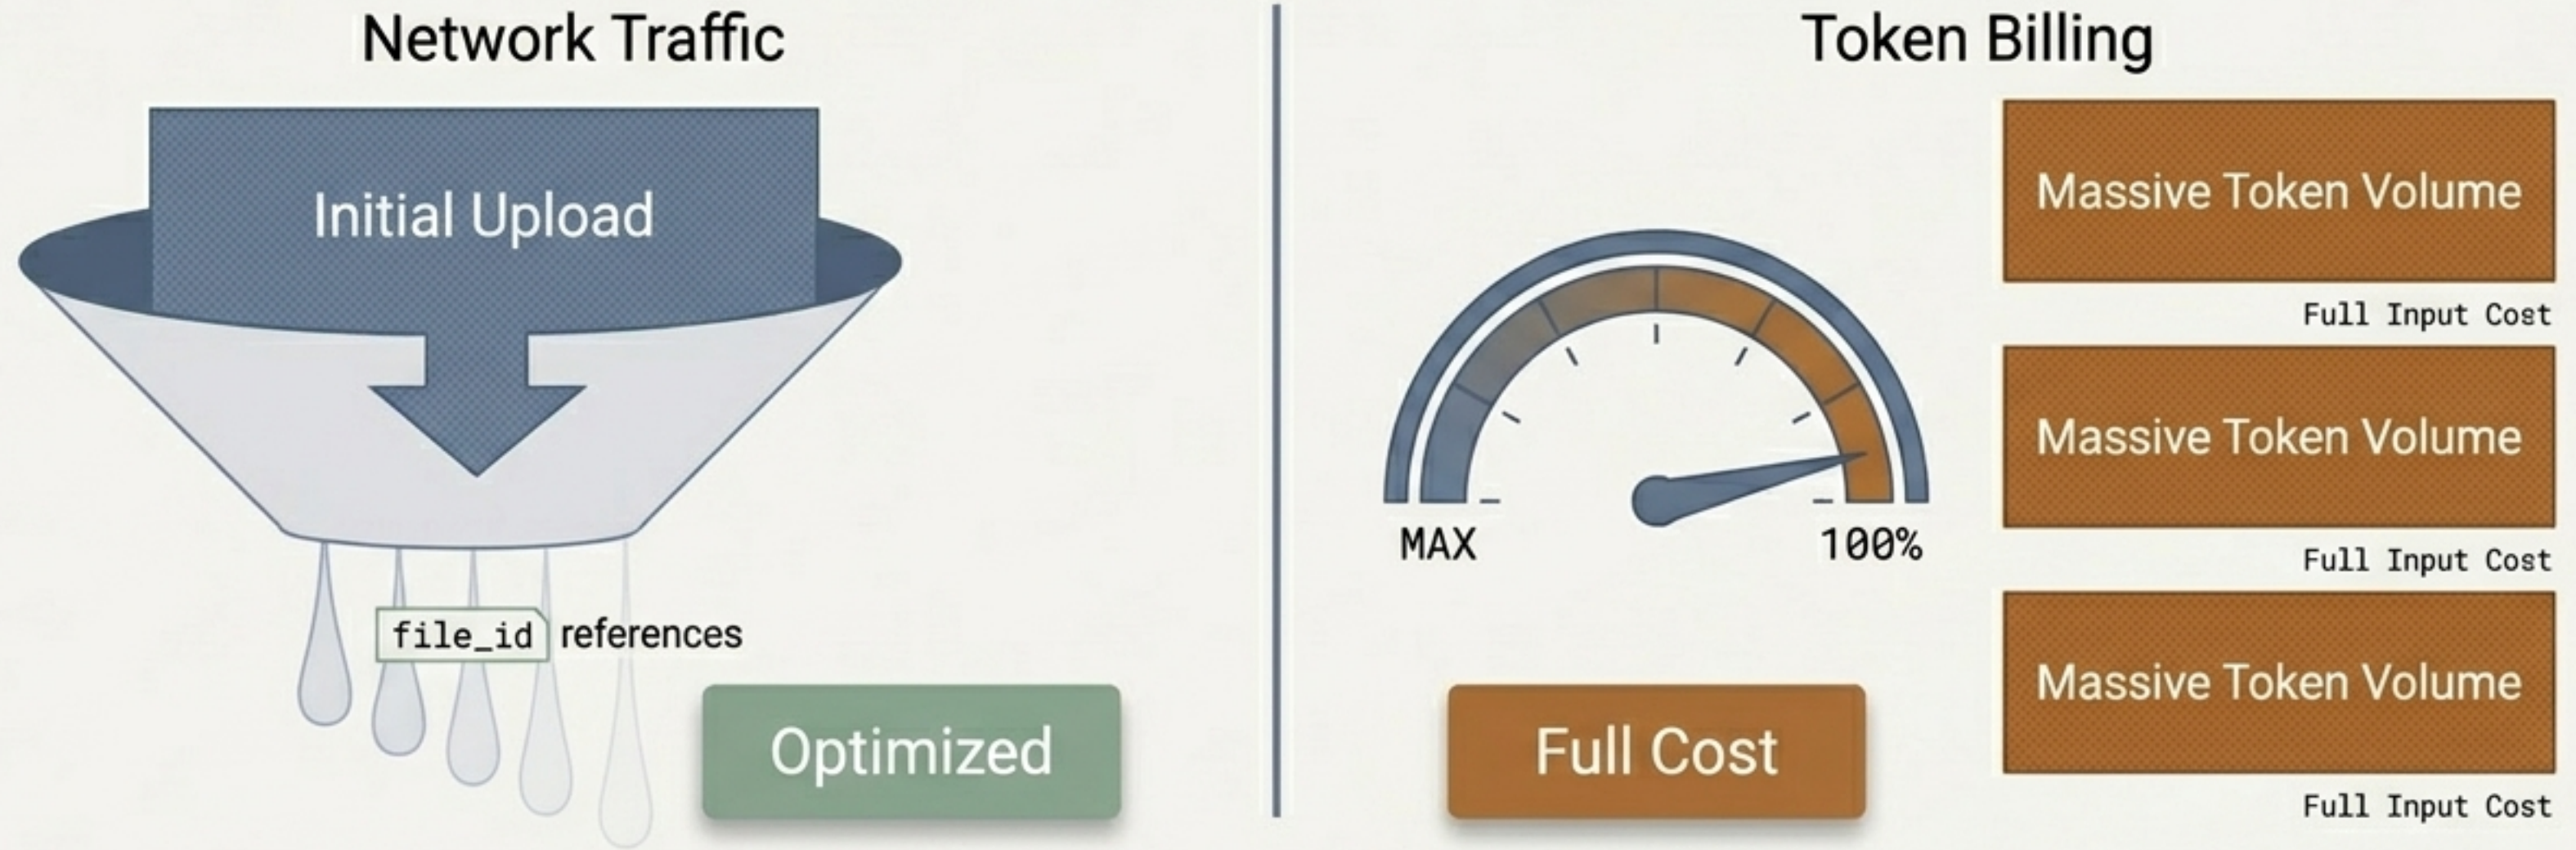 Network Traffic
Initial Upload
file_id references
Optimized
Token Billing
MAX
100%
Full Cost
Massive Token Volume
Full Input Cost
Massive Token Volume
Full Input Cost
Massive Token Volume
Full Input Cost